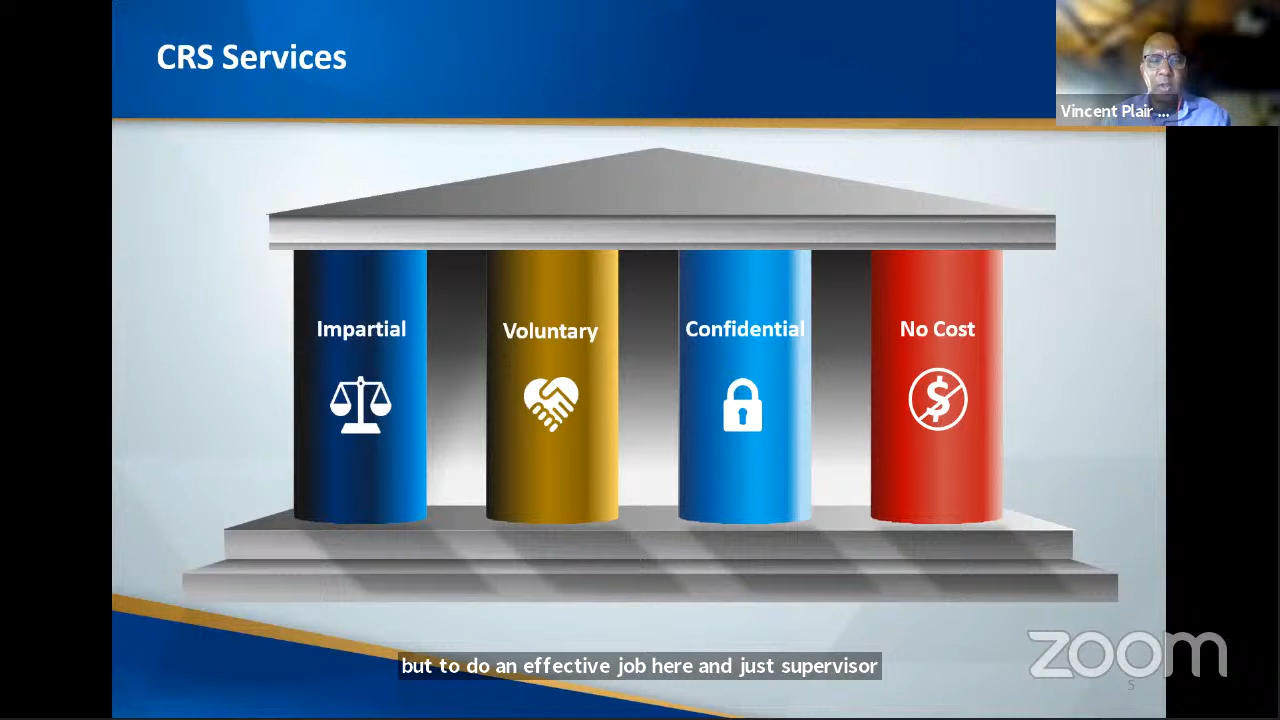 CRS Services
Vincent Plair ...
Impartial
Voluntary
Confidential
No Cost
$
but to do an effective job here and just supervisor
zoom
5